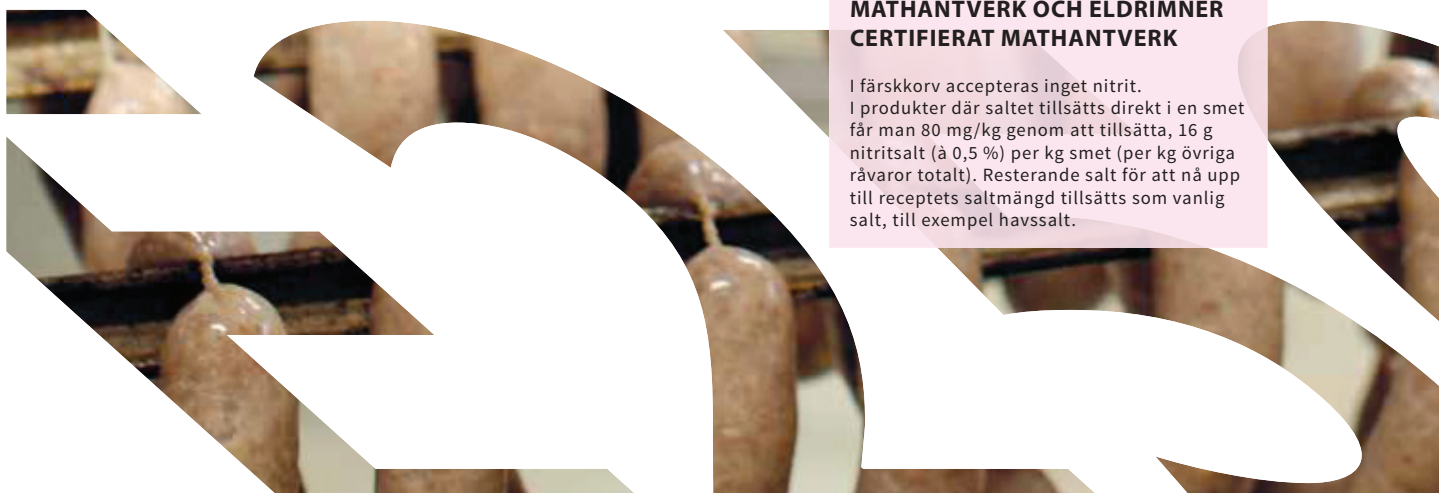 MATHANTVERK OCH ELDRIMNER
CERTIFIERAT MATHANTVERK
I färskkorv accepteras inget nitrit.
I produkter där saltet tillsätts direkt i en smet
får man 80 mg/kg genom att tillsätta, 16 g
nitritsalt (à 0,5 %) per kg smet (per kg övriga
råvaror totalt). Resterande salt för att nå upp
till receptets saltmängd tillsätts som vanlig
salt, till exempel havssalt.